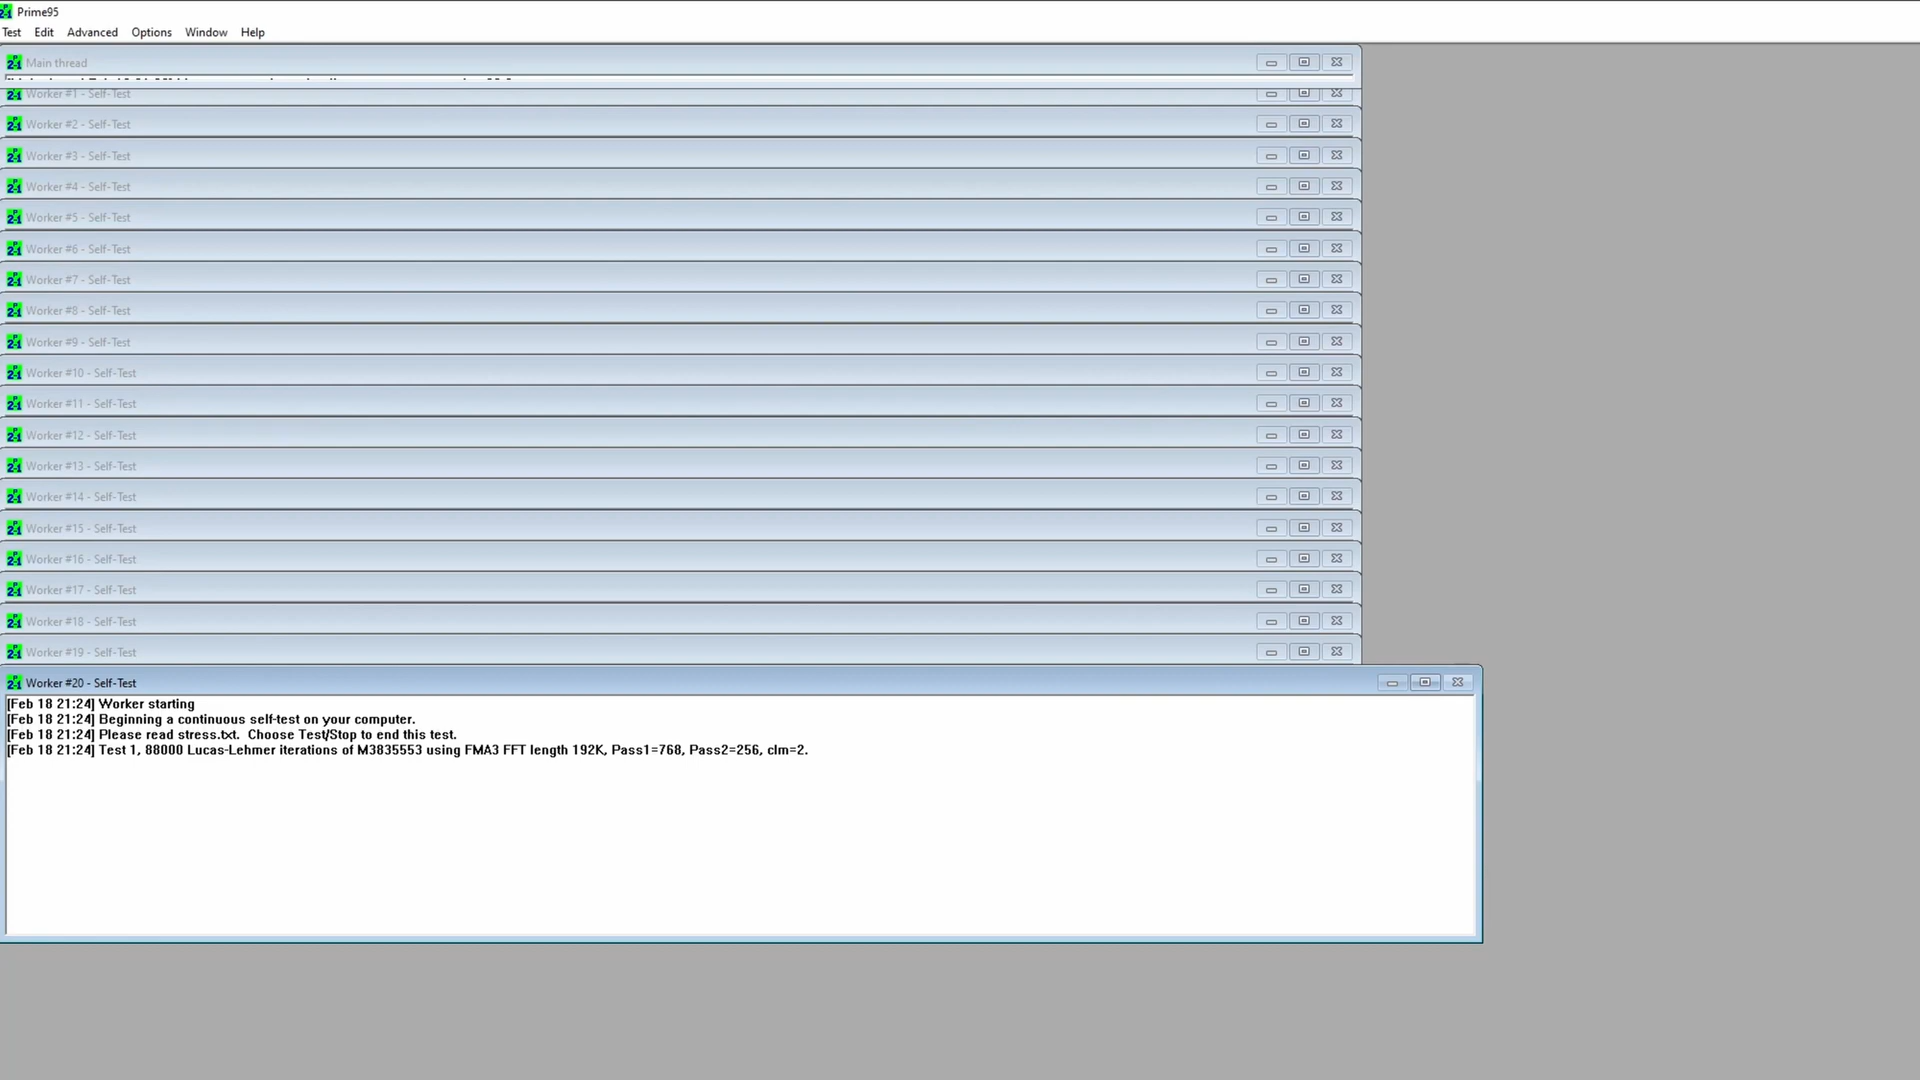 Prime95
Test Edit Advanced Options Window Help
Main thread
Worker #1 - Self-Test
Worker #2 - Self-Test
Worker #3 - Self-Test
Worker #4 - Self-Test
Worker #5 - Self-Test
Worker #6 - Self-Test
Worker #7 - Self-Test
Worker #8 - Self-Test
Worker #9 - Self-Test
Worker #10 - Self-Test
Worker #11 - Self-Test
Worker #12 - Self-Test
Worker #13 - Self-Test
Worker #14 - Self-Test
Worker #15 - Self-Test
Worker #16 - Self-Test
Worker #17 - Self-Test
Worker #18 - Self-Test
Worker #19 - Self-Test
Worker #20 - Self-Test
[Feb 18 21:24] Worker starting
[Feb 18 21:24] Beginning a continuous self-test on your computer.
[Feb 18 21:24] Please read stress.txt.  Choose Test/Stop to end this test.
[Feb 18 21:24] Test 1, 88000 Lucas-Lehmer iterations of M3835553 using FMA3 FFT length 192K, Pass1=768, Pass2=256, clm=2.